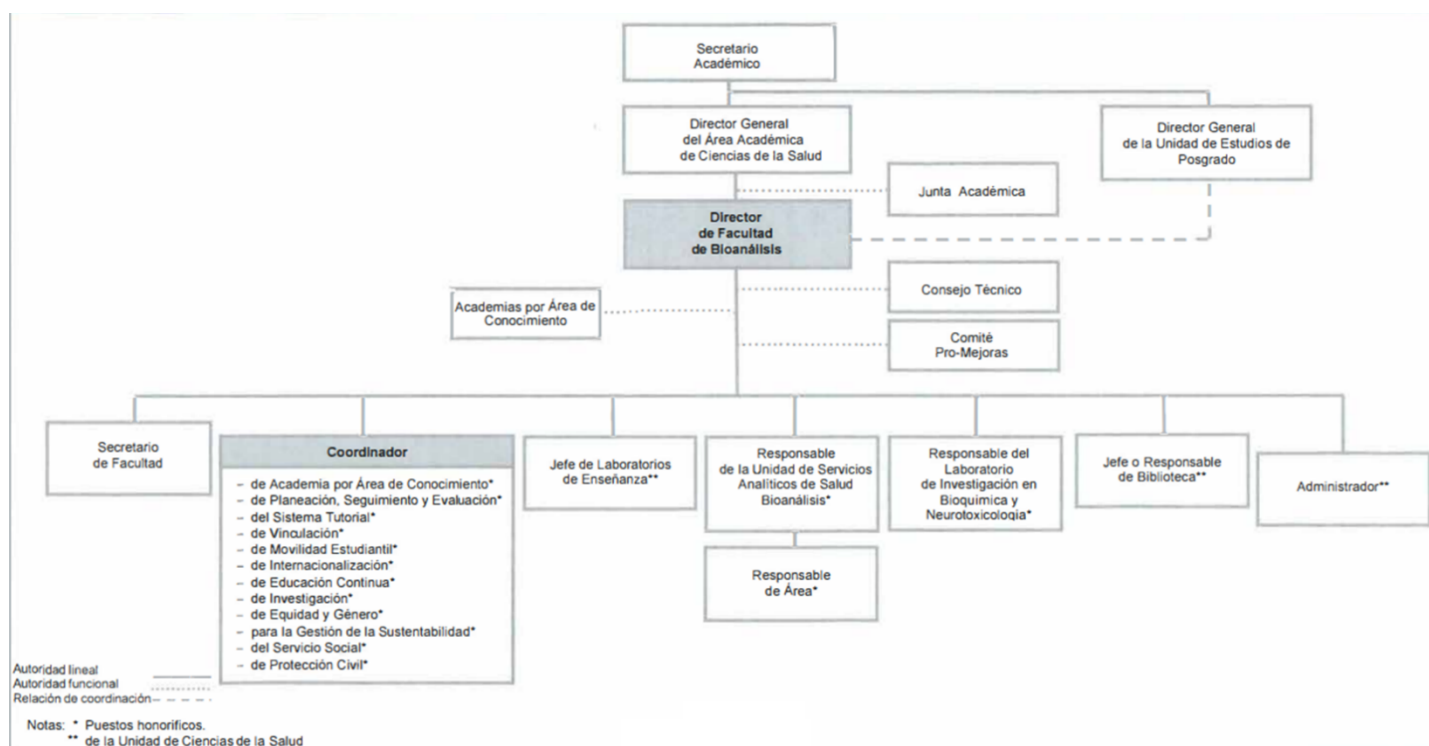 Secretario
Académico
Director General
del Área Académica
de Ciencias de la Salud
Director General
de la Unidad de Estudios de
Posgrado
Junta Académica
Director
de Facultad
de Bioanálisis
Academias por Área de
Conocimiento
Consejo Técnico
Comité
Pro-Mejoras
Secretario
de Facultad
Coordinador
– de Academia por Área de Conocimiento*
– de Planeación, Seguimiento y Evaluación*
– del Sistema Tutorial*
– de Vinculación*
– de Movilidad Estudiantil*
– de Internacionalización*
– de Educación Continua*
– de Investigación*
– de Equidad y Género*
– para la Gestión de la Sustentabilidad*
– del Servicio Social*
– de Protección Civil*
Jefe de Laboratorios
de Enseñanza**
Responsable
de la Unidad de Servicios
Analíticos de Salud
Bioanálisis*
Responsable
de Área*
Responsable del
Laboratorio
de Investigación en
Bioquímica y
Neurotoxicología*
Jefe o Responsable
de Biblioteca**
Administrador**
Autoridad lineal
Autoridad funcional
Relación de coordinación
Notas: * Puestos honoríficos.
** de la Unidad de Ciencias de la Salud